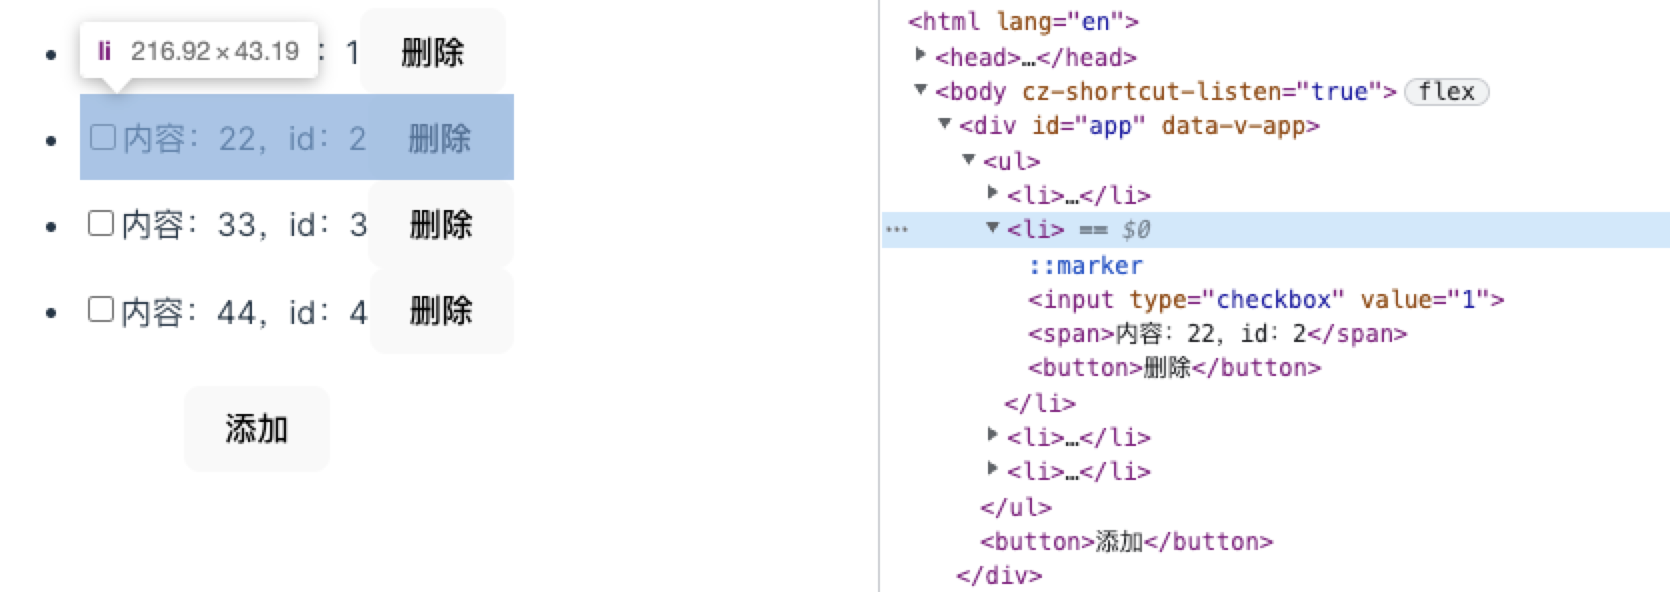 li 216.92 × 43.19 : 1 删除
内容：22，id：2 删除
内容：33，id：3 删除
内容：44，id：4 删除
添加
<html lang="en">
<head>…</head>
<body cz-shortcut-listen="true"> flex
<div id="app" data-v-app>
<ul>
<li>…</li>
… <li> == $0
::marker
<input type="checkbox" value="1">
<span>内容：22，id：2</span>
<button>删除</button>
</li>
<li>…</li>
<li>…</li>
</ul>
<button>添加</button>
</div>